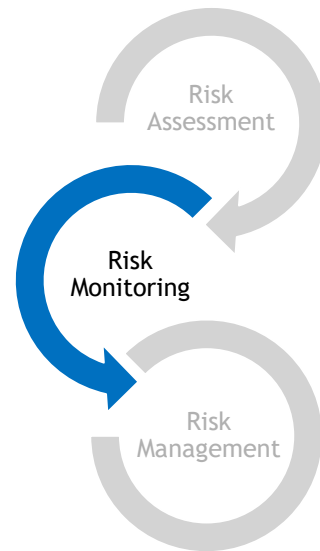 Risk
Assessment
Risk
Monitoring
Risk
Management